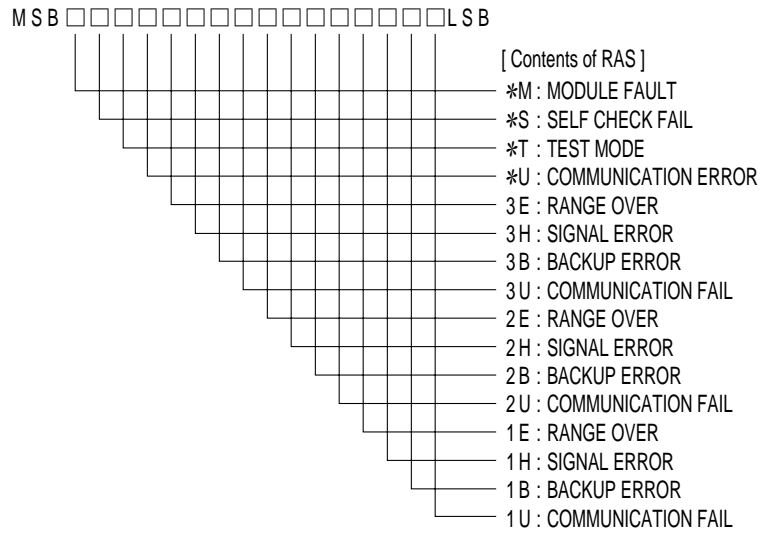 MSB □□□□□□□□□□□□□□□□ LSB
[ Contents of RAS ]
*M : MODULE FAULT
*S : SELF CHECK FAIL
*T : TEST MODE
*U : COMMUNICATION ERROR
3E : RANGE OVER
3H : SIGNAL ERROR
3B : BACKUP ERROR
3U : COMMUNICATION FAIL
2E : RANGE OVER
2H : SIGNAL ERROR
2B : BACKUP ERROR
2U : COMMUNICATION FAIL
1E : RANGE OVER
1H : SIGNAL ERROR
1B : BACKUP ERROR
1U : COMMUNICATION FAIL